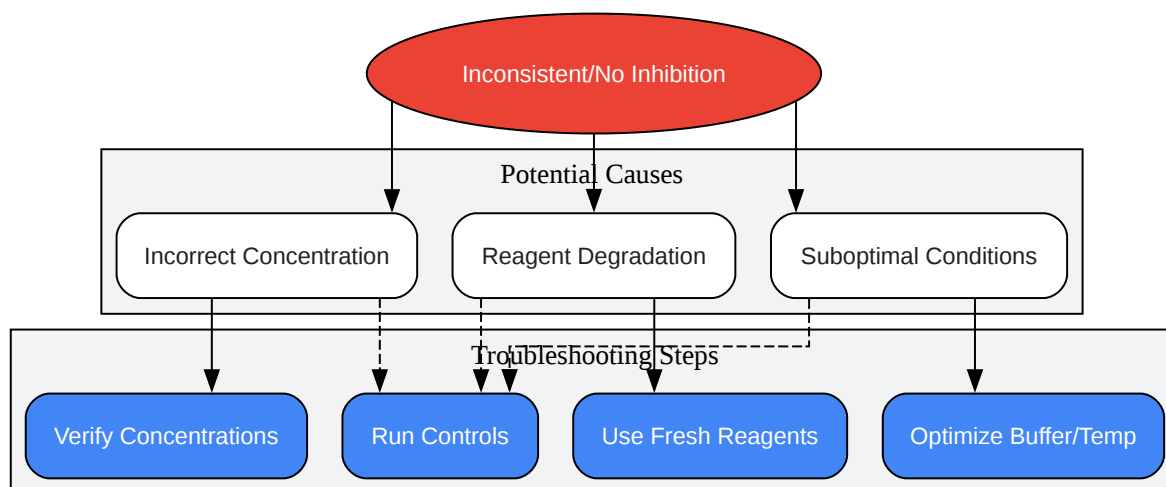 Inconsistent/No Inhibition
Potential Causes
Incorrect Concentration
Reagent Degradation
Suboptimal Conditions
Troubleshooting Steps
Verify Concentrations
Run Controls
Use Fresh Reagents
Optimize Buffer/Temp